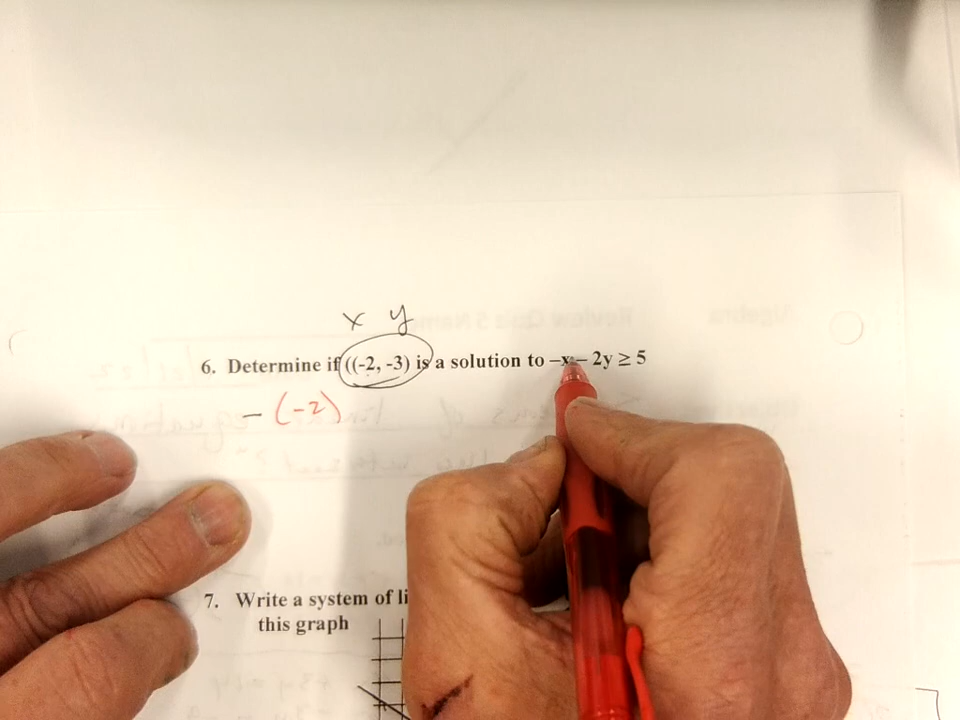 x y
6. Determine if ((-2, -3) is a solution to –x – 2y ≥ 5
– (-2)
7. Write a system of li
this graph